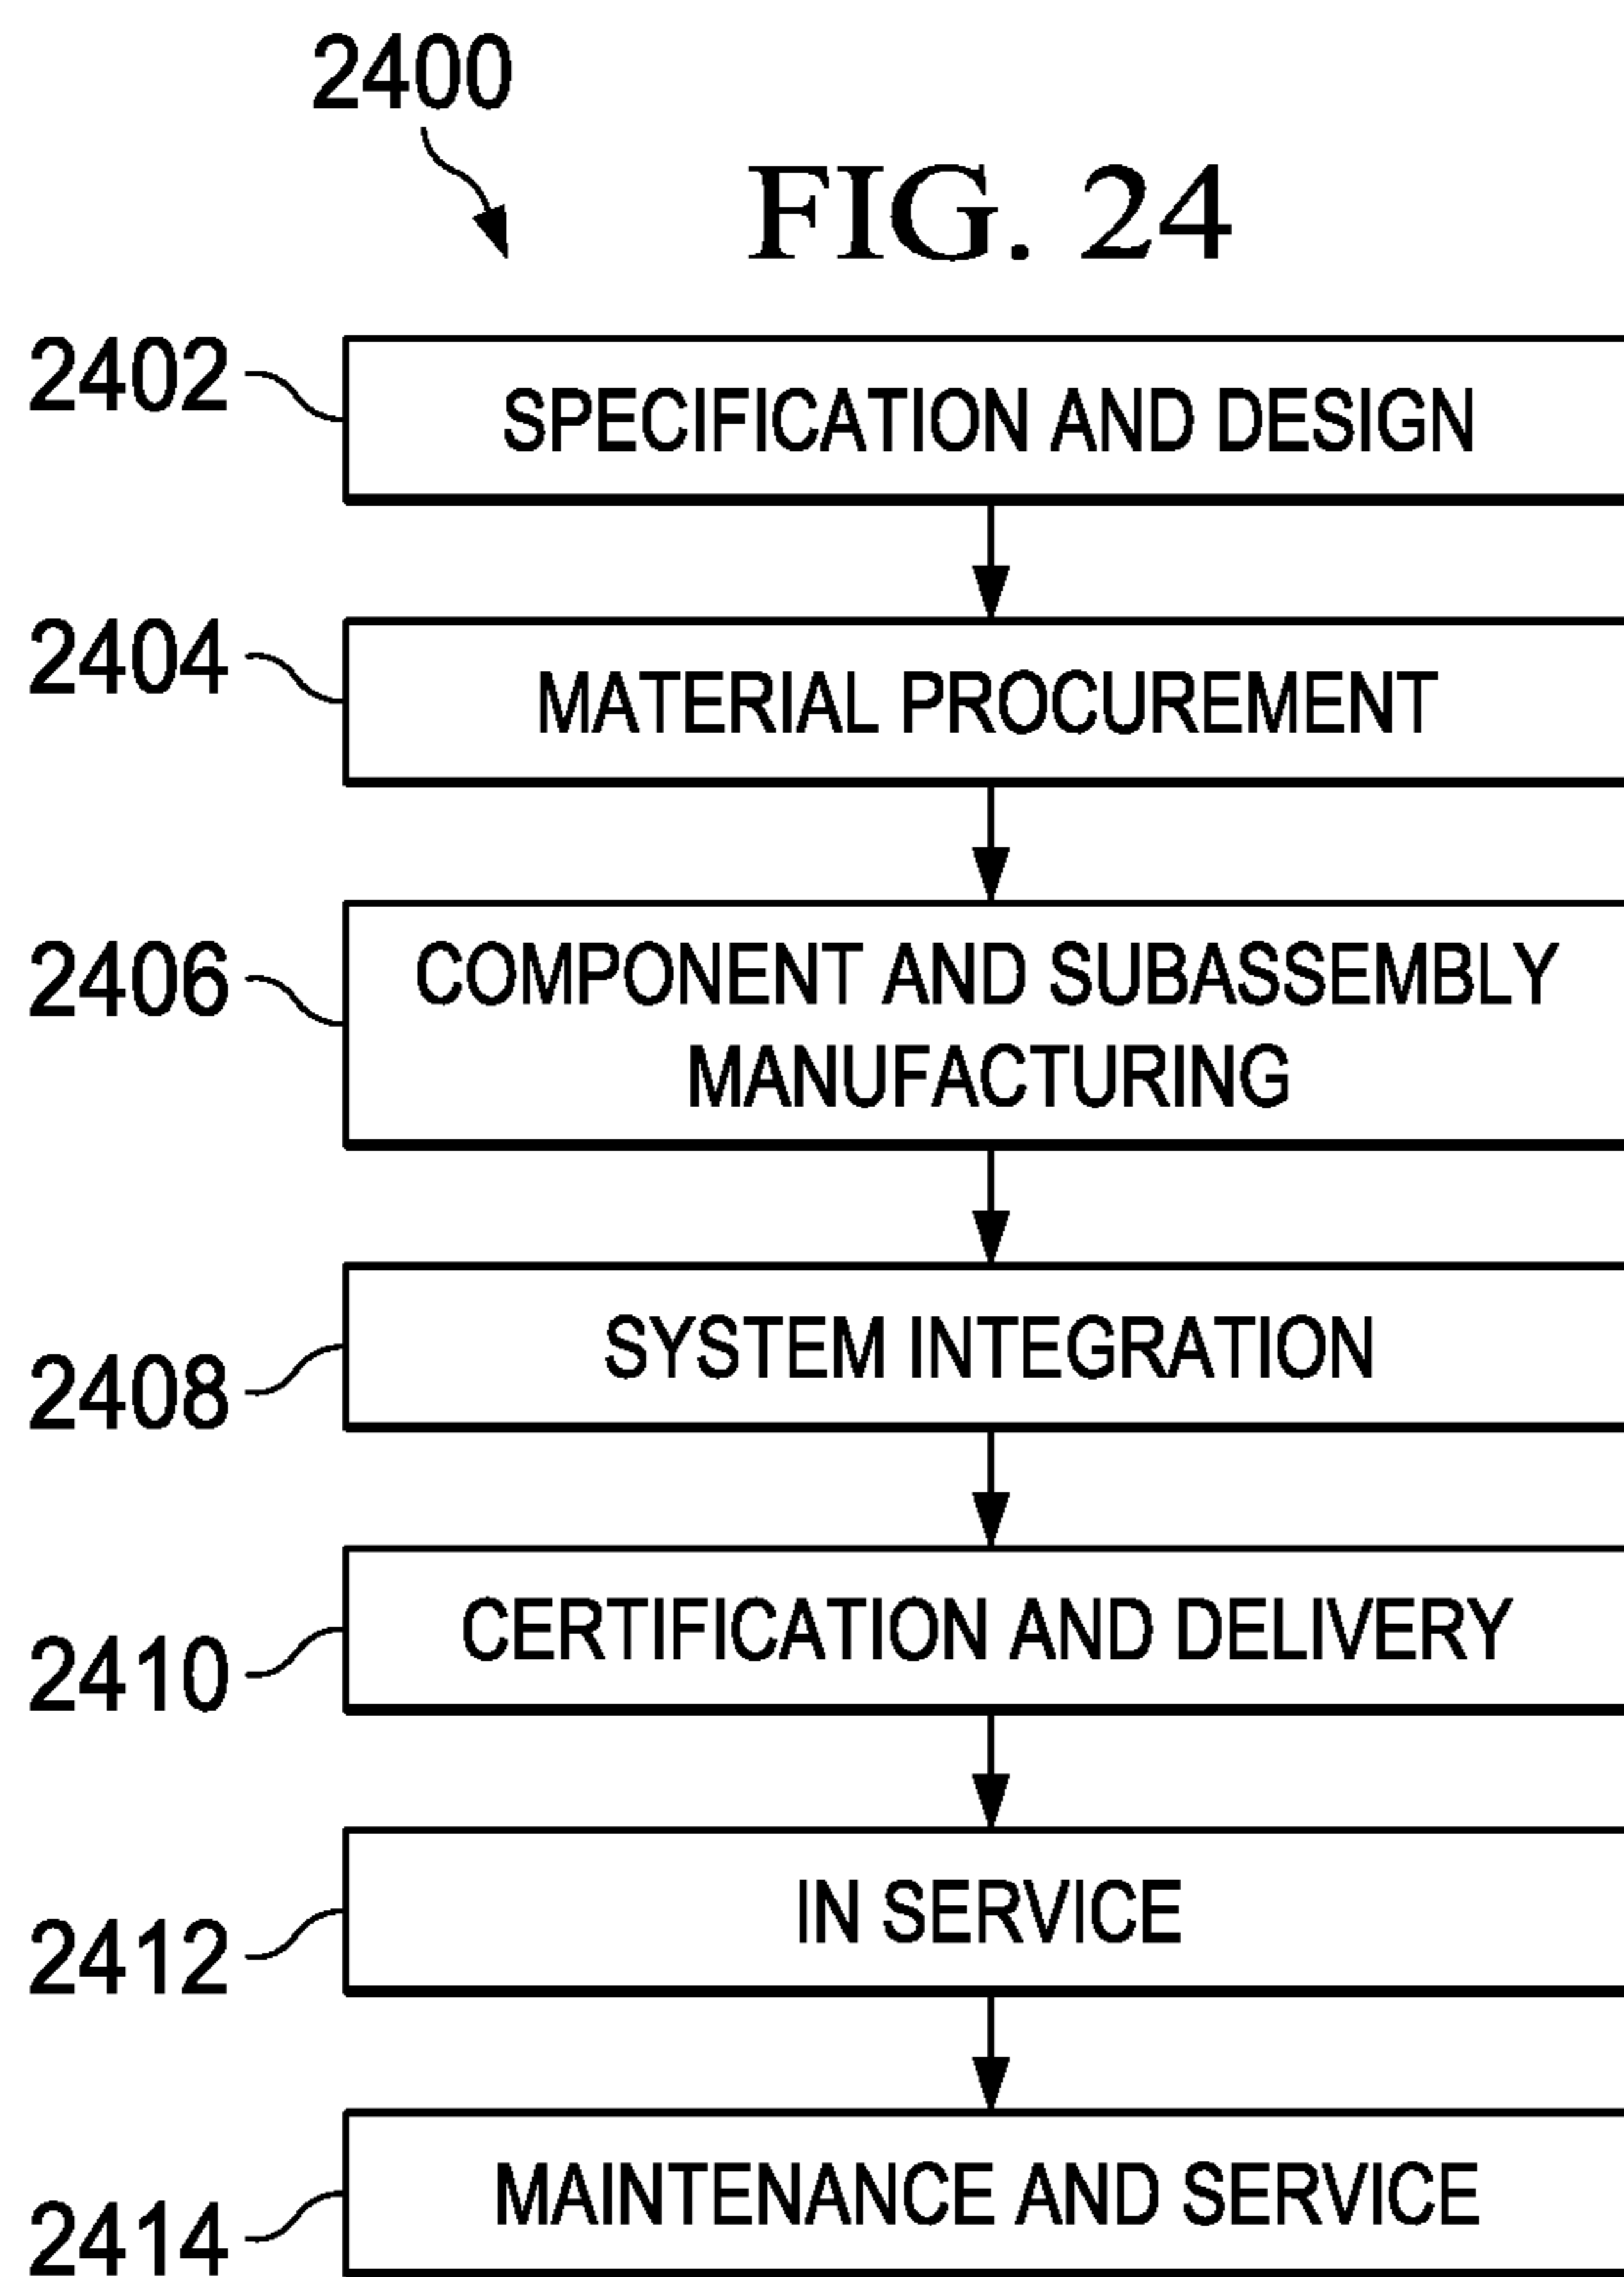 2400
FIG. 24
2402
SPECIFICATION AND DESIGN
2404
MATERIAL PROCUREMENT
2406
COMPONENT AND SUBASSEMBLY
MANUFACTURING
2408
SYSTEM INTEGRATION
2410
CERTIFICATION AND DELIVERY
2412
IN SERVICE
2414
MAINTENANCE AND SERVICE